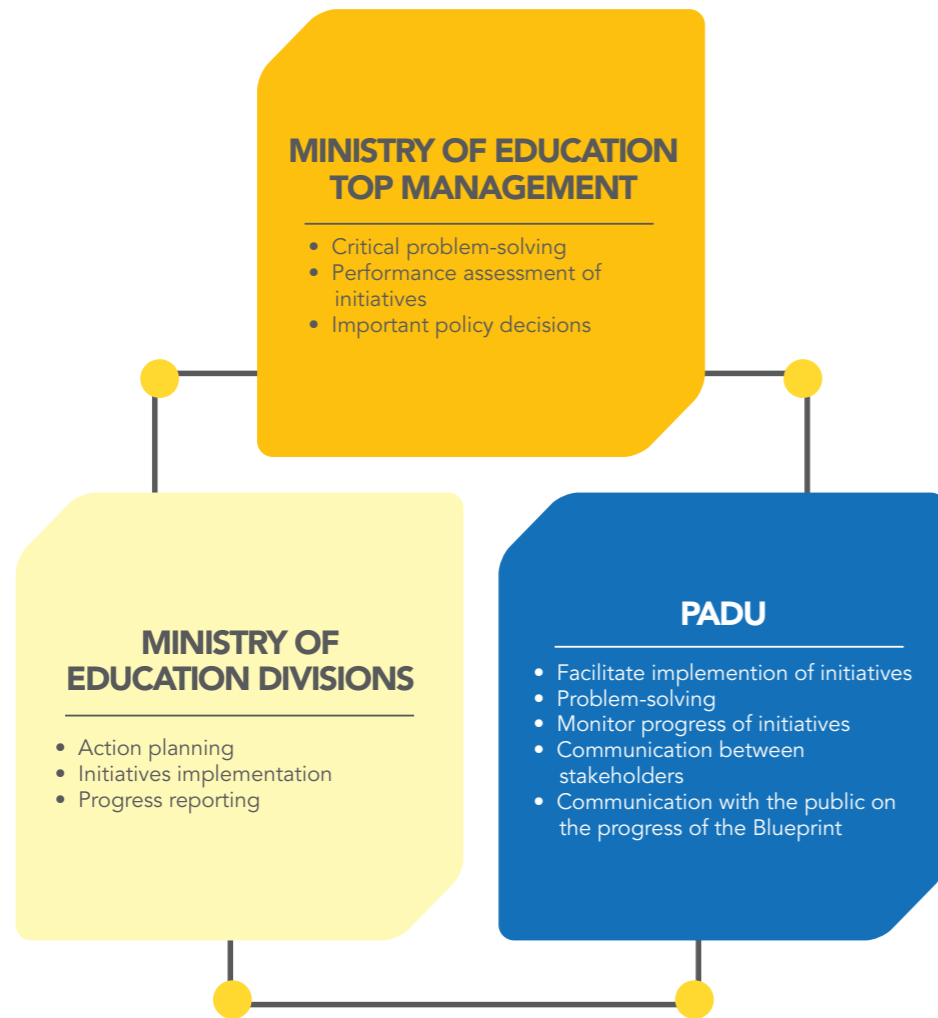 MINISTRY OF EDUCATION
TOP MANAGEMENT
• Critical problem-solving
• Performance assessment of
initiatives
• Important policy decisions
MINISTRY OF
EDUCATION DIVISIONS
• Action planning
• Initiatives implementation
• Progress reporting
PADU
• Facilitate implemention of initiatives
• Problem-solving
• Monitor progress of initiatives
• Communication between
stakeholders
• Communication with the public on
the progress of the Blueprint